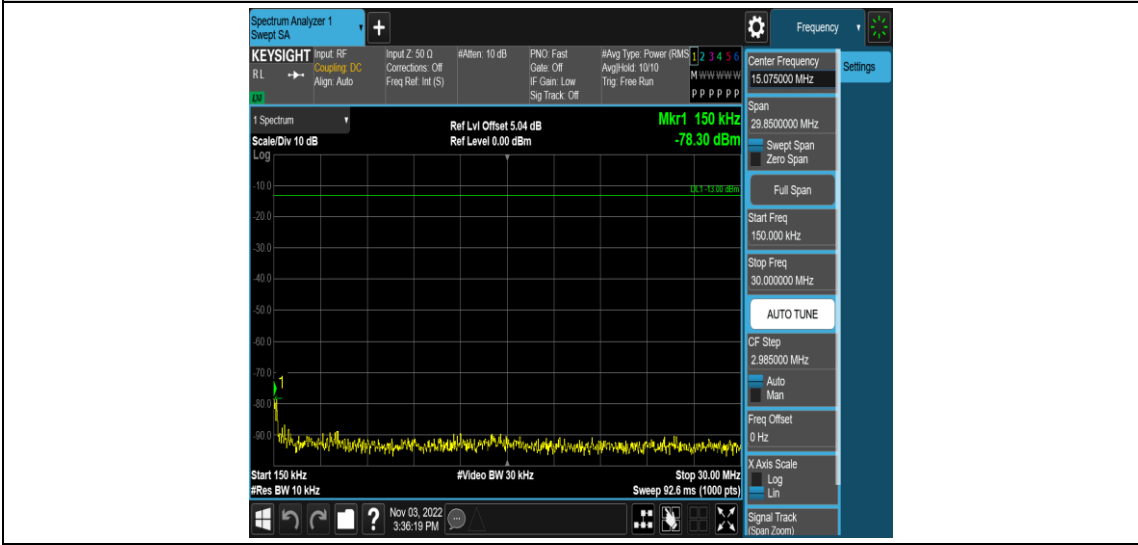 Spectrum Analyzer 1
Swept SA
+
Frequency
KEYSIGHT
RL
LM
Input: RF
Coupling: DC
Align: Auto
Input Z: 50 Ω
Corrections: Off
Freq Ref: Int (S)
#Atten: 10 dB
PNO: Fast
Gate: Off
IF Gain: Low
Sig Track: Off
#Avg Type: Power (RMS
Avg|Hold: 10/10
Trig: Free Run
1 2 3 4 5 6
M W W W W W
P P P P P P
1 Spectrum
Scale/Div 10 dB
Log
Ref Lvl Offset 5.04 dB
Ref Level 0.00 dBm
Mkr1 150 kHz
-78.30 dBm
DL1 -13.00 dBm
-10.0
-20.0
-30.0
-40.0
-50.0
-60.0
-70.0
1
-80.0
-90.0
Start 150 kHz
#Res BW 10 kHz
#Video BW 30 kHz
Stop 30.00 MHz
Sweep 92.6 ms (1000 pts)
Center Frequency
15.075000 MHz
Span
29.8500000 MHz
Swept Span
Zero Span
Full Span
Start Freq
150.000 kHz
Stop Freq
30.000000 MHz
AUTO TUNE
CF Step
2.985000 MHz
Auto
Man
Freq Offset
0 Hz
X Axis Scale
Log
Lin
Signal Track
(Span Zoom)
Settings
?
Nov 03, 2022
3:36:19 PM